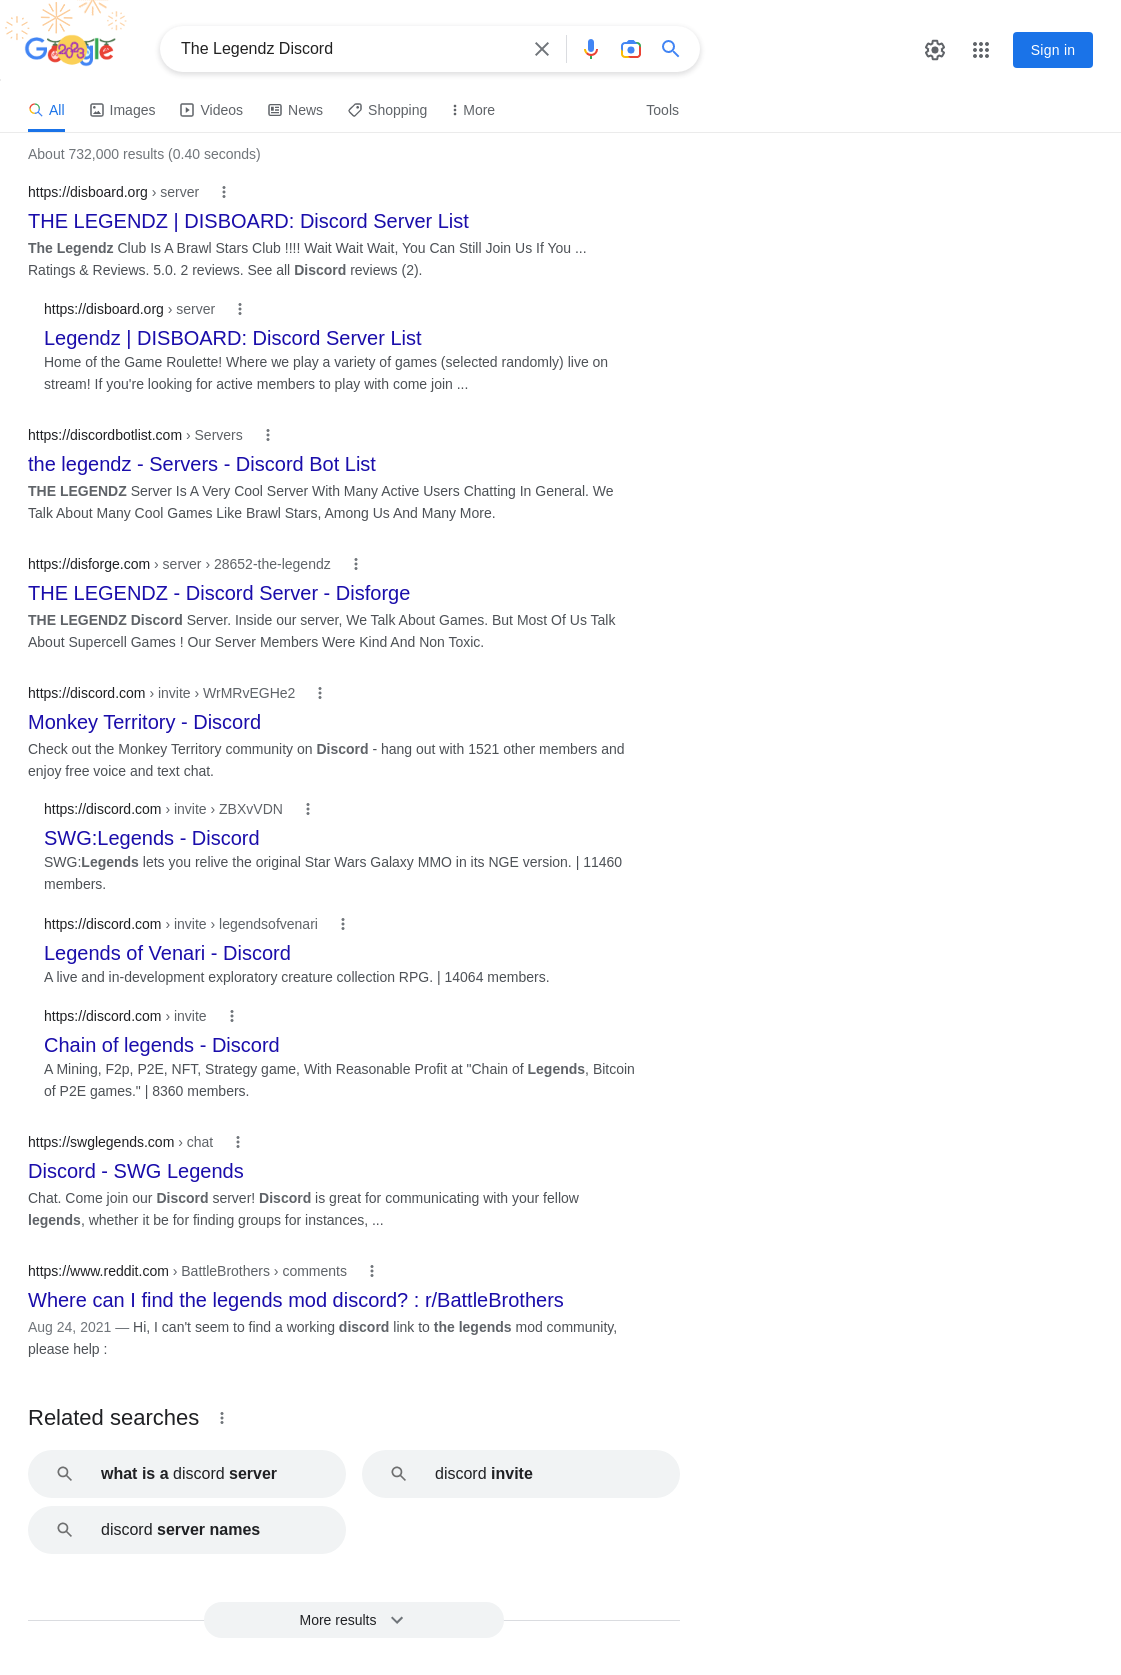 Google
The Legendz Discord
Sign in
All Images Videos News Shopping More Tools
About 732,000 results (0.40 seconds)
https://disboard.org › server
THE LEGENDZ | DISBOARD: Discord Server List
The Legendz Club Is A Brawl Stars Club !!!! Wait Wait Wait, You Can Still Join Us If You ...
Ratings & Reviews. 5.0. 2 reviews. See all Discord reviews (2).
https://disboard.org › server
Legendz | DISBOARD: Discord Server List
Home of the Game Roulette! Where we play a variety of games (selected randomly) live on
stream! If you're looking for active members to play with come join ...
https://discordbotlist.com › Servers
the legendz - Servers - Discord Bot List
THE LEGENDZ Server Is A Very Cool Server With Many Active Users Chatting In General. We
Talk About Many Cool Games Like Brawl Stars, Among Us And Many More.
https://disforge.com › server › 28652-the-legendz
THE LEGENDZ - Discord Server - Disforge
THE LEGENDZ Discord Server. Inside our server, We Talk About Games. But Most Of Us Talk
About Supercell Games ! Our Server Members Were Kind And Non Toxic.
https://discord.com › invite › WrMRvEGHe2
Monkey Territory - Discord
Check out the Monkey Territory community on Discord - hang out with 1521 other members and
enjoy free voice and text chat.
https://discord.com › invite › ZBXvVDN
SWG:Legends - Discord
SWG:Legends lets you relive the original Star Wars Galaxy MMO in its NGE version. | 11460
members.
https://discord.com › invite › legendsofvenari
Legends of Venari - Discord
A live and in-development exploratory creature collection RPG. | 14064 members.
https://discord.com › invite
Chain of legends - Discord
A Mining, F2p, P2E, NFT, Strategy game, With Reasonable Profit at "Chain of Legends, Bitcoin
of P2E games." | 8360 members.
https://swglegends.com › chat
Discord - SWG Legends
Chat. Come join our Discord server! Discord is great for communicating with your fellow
legends, whether it be for finding groups for instances, ...
https://www.reddit.com › BattleBrothers › comments
Where can I find the legends mod discord? : r/BattleBrothers
Aug 24, 2021 — Hi, I can't seem to find a working discord link to the legends mod community,
please help :
Related searches
what is a discord server
discord invite
discord server names
More results